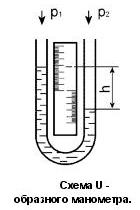 p₁ p₂
h
Схема U -
образного манометра.